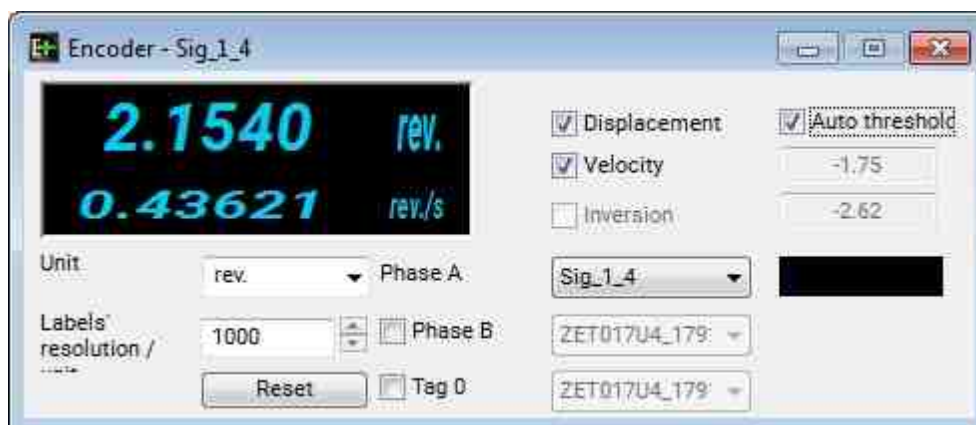 Encoder - Sig_1_4
2.1540 rev.
0.43621 rev./s
Displacement
Auto threshold
Velocity
-1.75
Inversion
-2.62
Unit
rev.
Phase A
Sig_1_4
Labels'
resolution /
1000
Phase B
ZET017U4_179
Reset
Tag 0
ZET017U4_179